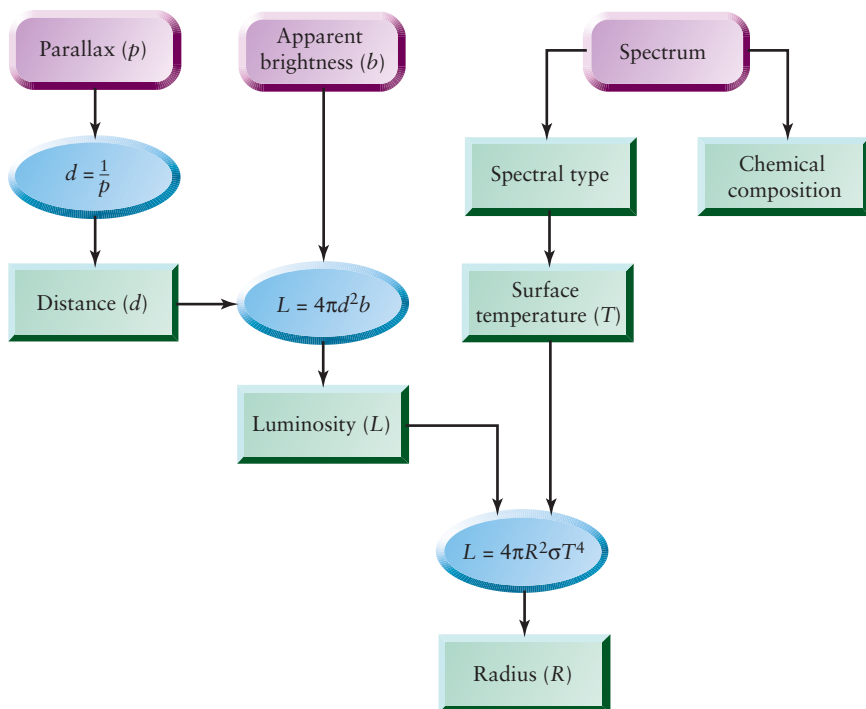 Parallax (p)
Apparent
brightness (b)
Spectrum
d = 1/p
Spectral type
Chemical
composition
Distance (d)
L = 4πd²b
Surface
temperature (T)
Luminosity (L)
L = 4πR²σT⁴
Radius (R)